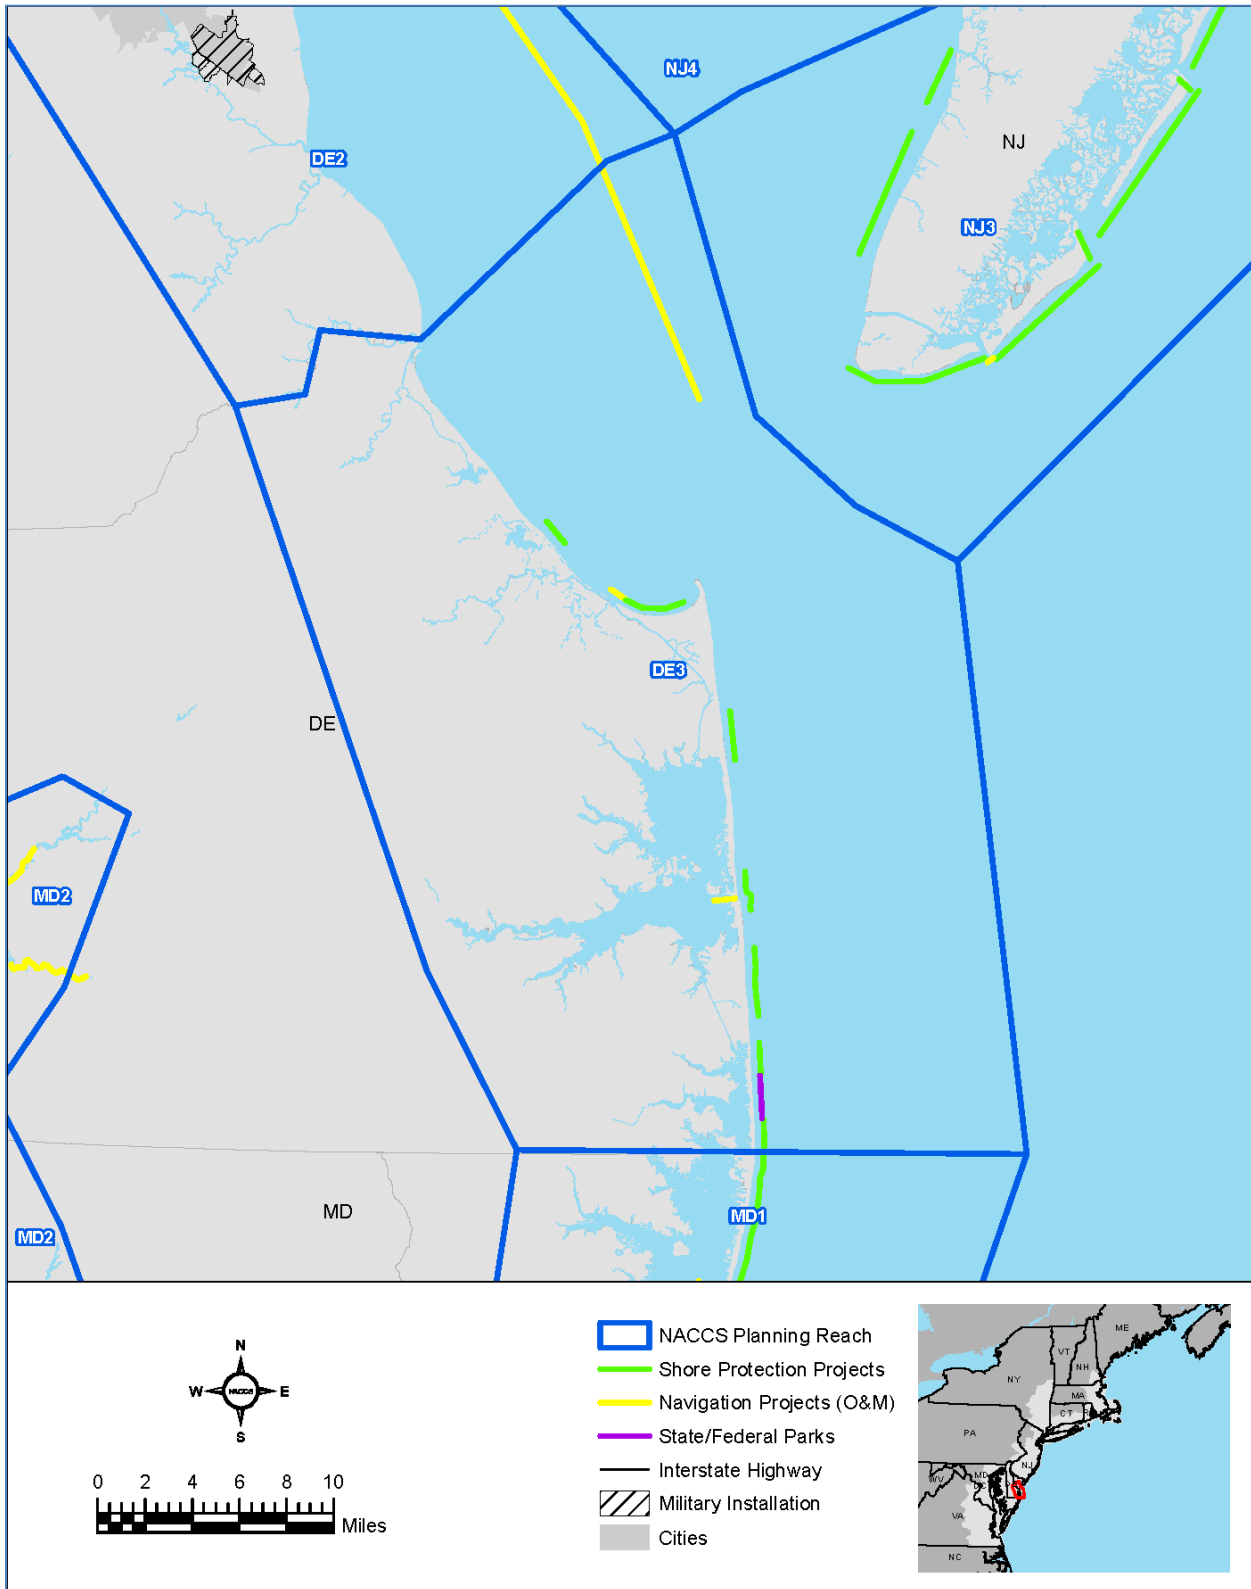 NJ4
NJ
DE2
NJ3
DE3
DE
MD2
MD
MD1
MD2
N
W NACCS E
S
0 2 4 6 8 10
Miles
NACCS Planning Reach
Shore Protection Projects
Navigation Projects (O&M)
State/Federal Parks
Interstate Highway
Military Installation
Cities
ME
VT
NH
NY
MA
CT
PA
NJ
MD
WV
VA
NC